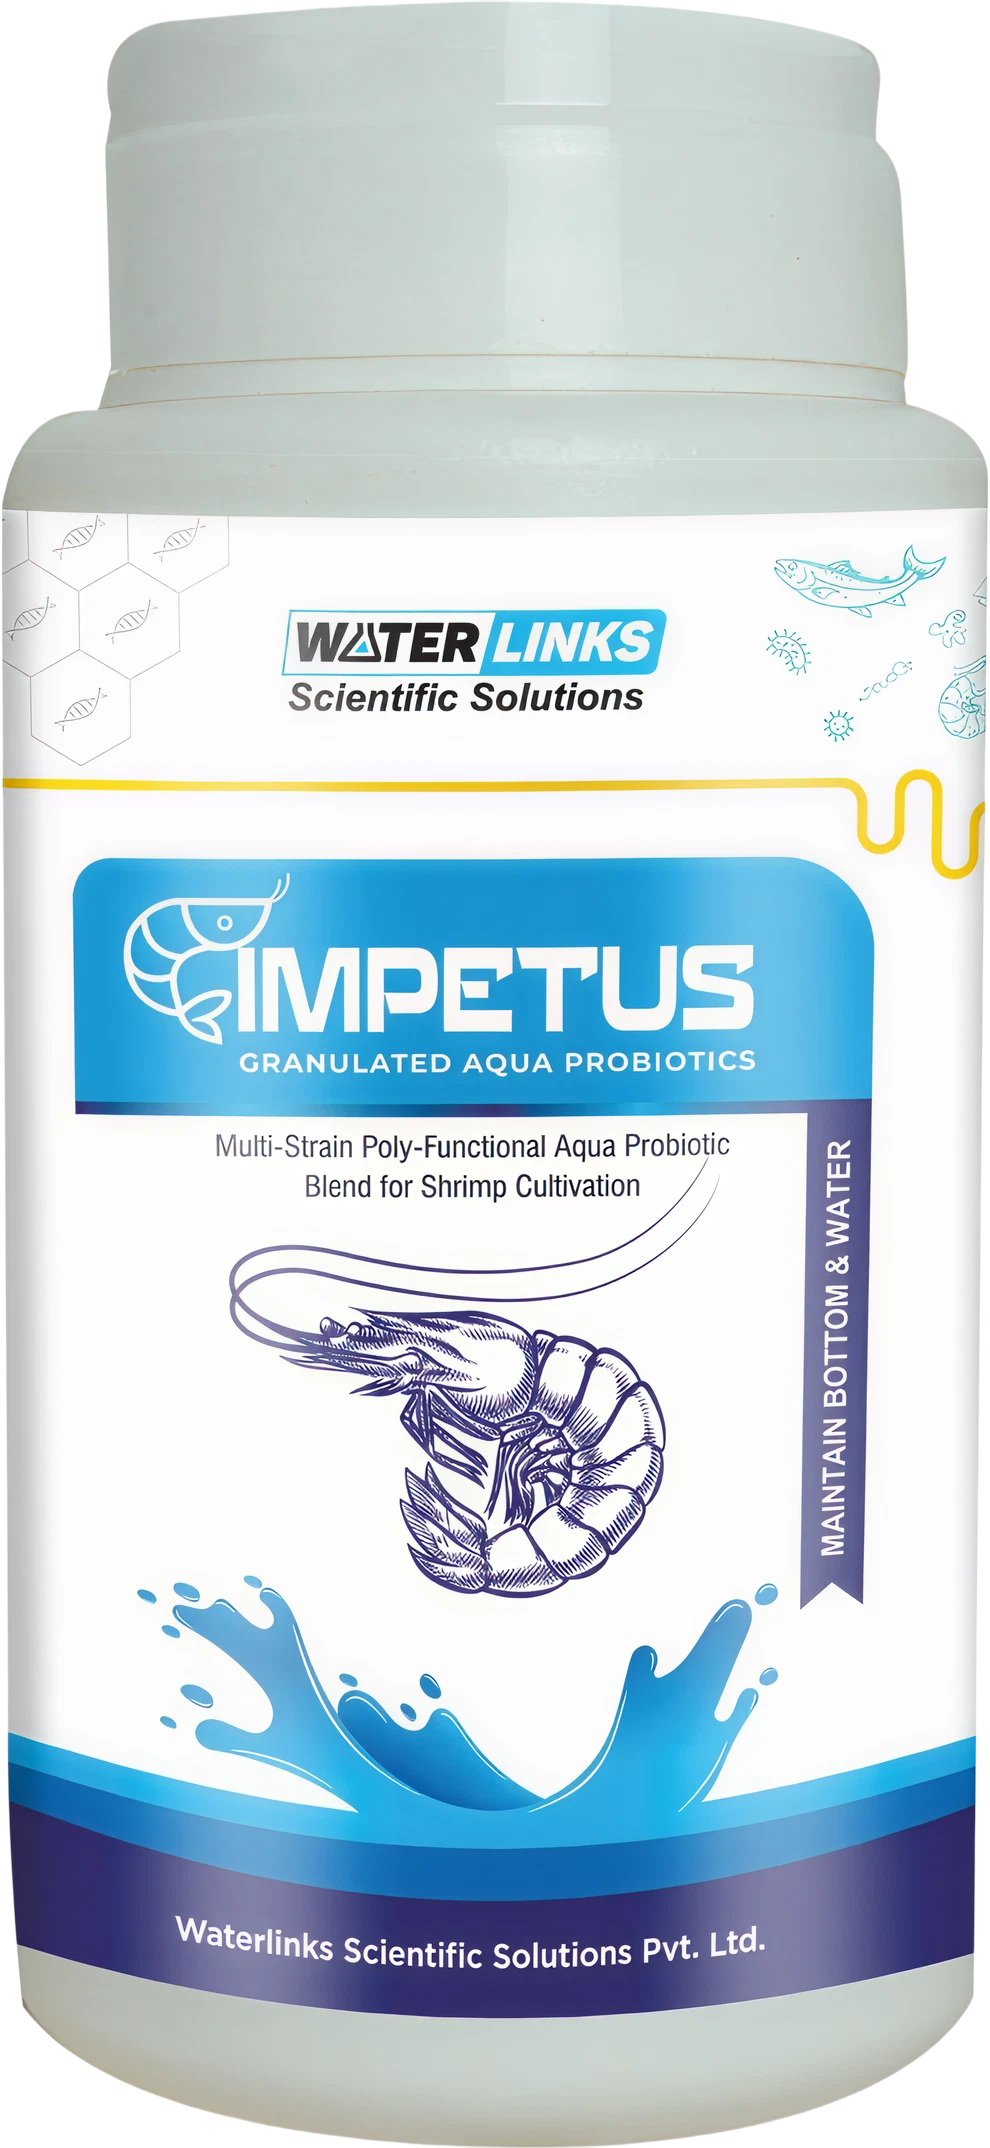 WATER LINKS
Scientific Solutions
IMPETUS
GRANULATED AQUA PROBIOTICS
Multi-Strain Poly-Functional Aqua Probiotic
Blend for Shrimp Cultivation
MAINTAIN BOTTOM & WATER
Waterlinks Scientific Solutions Pvt. Ltd.